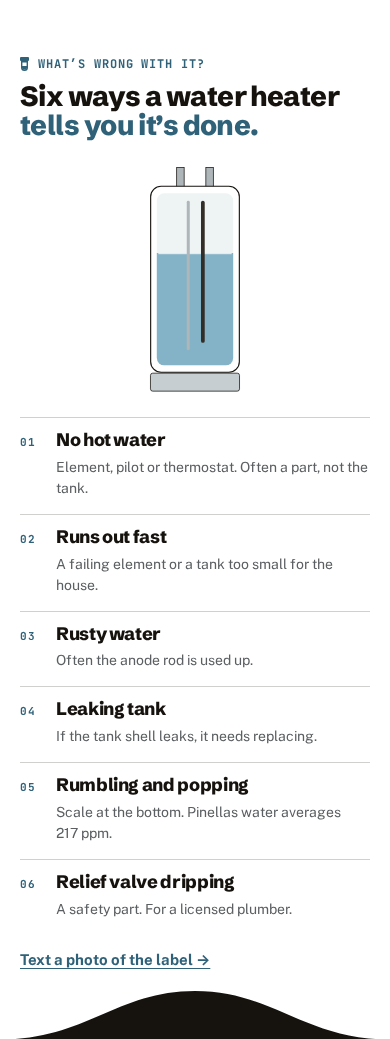 WHAT’S WRONG WITH IT?
Six ways a water heater
tells you it’s done.
01
No hot water
Element, pilot or thermostat. Often a part, not the
tank.
02
Runs out fast
A failing element or a tank too small for the
house.
03
Rusty water
Often the anode rod is used up.
04
Leaking tank
If the tank shell leaks, it needs replacing.
05
Rumbling and popping
Scale at the bottom. Pinellas water averages
217 ppm.
06
Relief valve dripping
A safety part. For a licensed plumber.
Text a photo of the label →